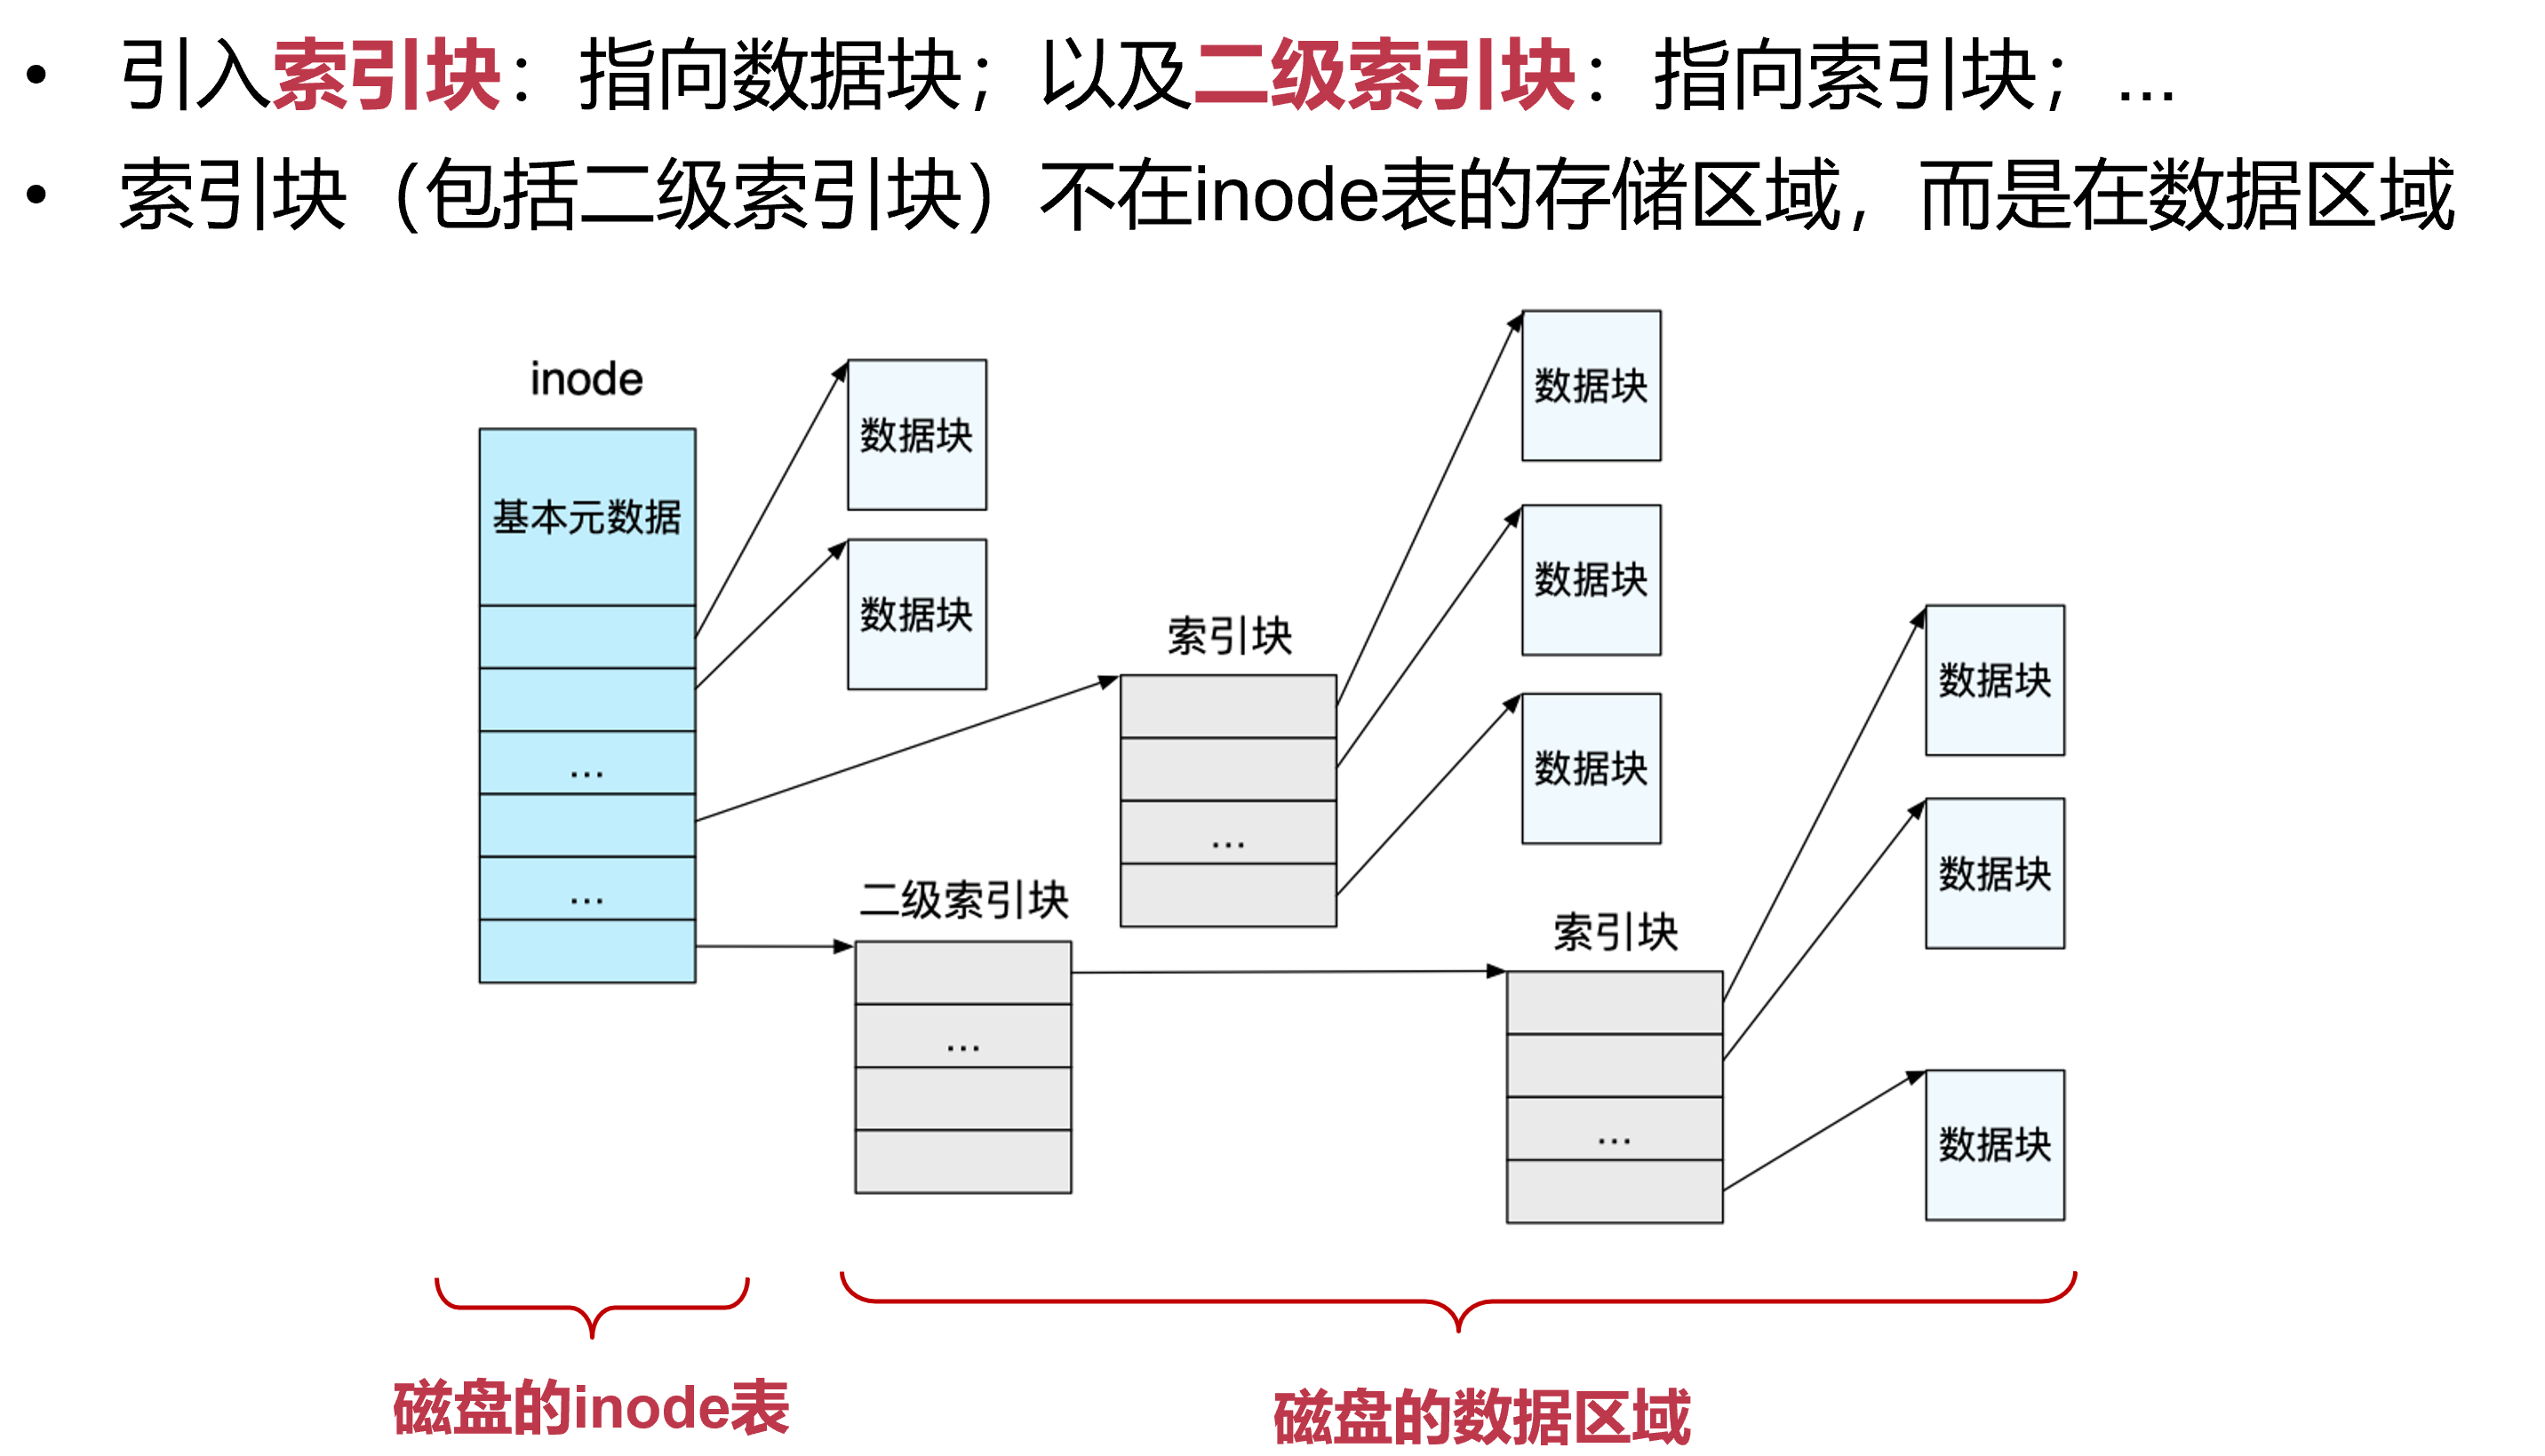 • 引入索引块：指向数据块；以及二级索引块：指向索引块；…
• 索引块（包括二级索引块）不在inode表的存储区域，而是在数据区域
inode
基本元数据
…
…
数据块
数据块
索引块
…
数据块
数据块
数据块
二级索引块
…
索引块
…
数据块
数据块
数据块
磁盘的inode表
磁盘的数据区域